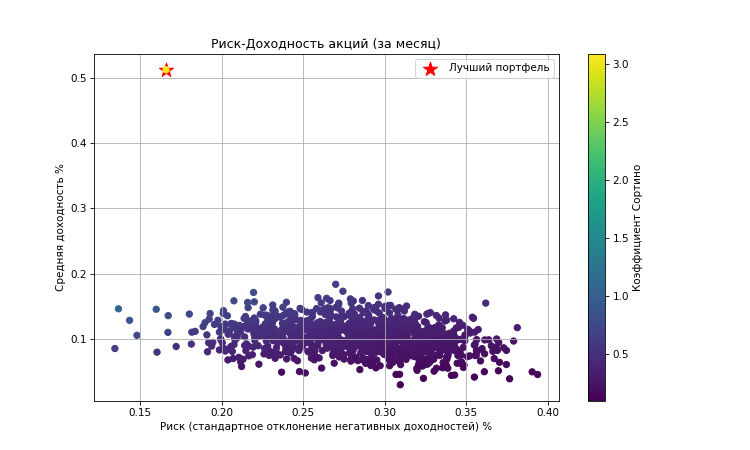 Риск-Доходность акций (за месяц)
Лучший портфель
0.5
0.4
0.3
0.2
0.1
Средняя доходность %
0.15 0.20 0.25 0.30 0.35 0.40
Риск (стандартное отклонение негативных доходностей) %
3.0
2.5
2.0
1.5
1.0
0.5
Коэффициент Сортино